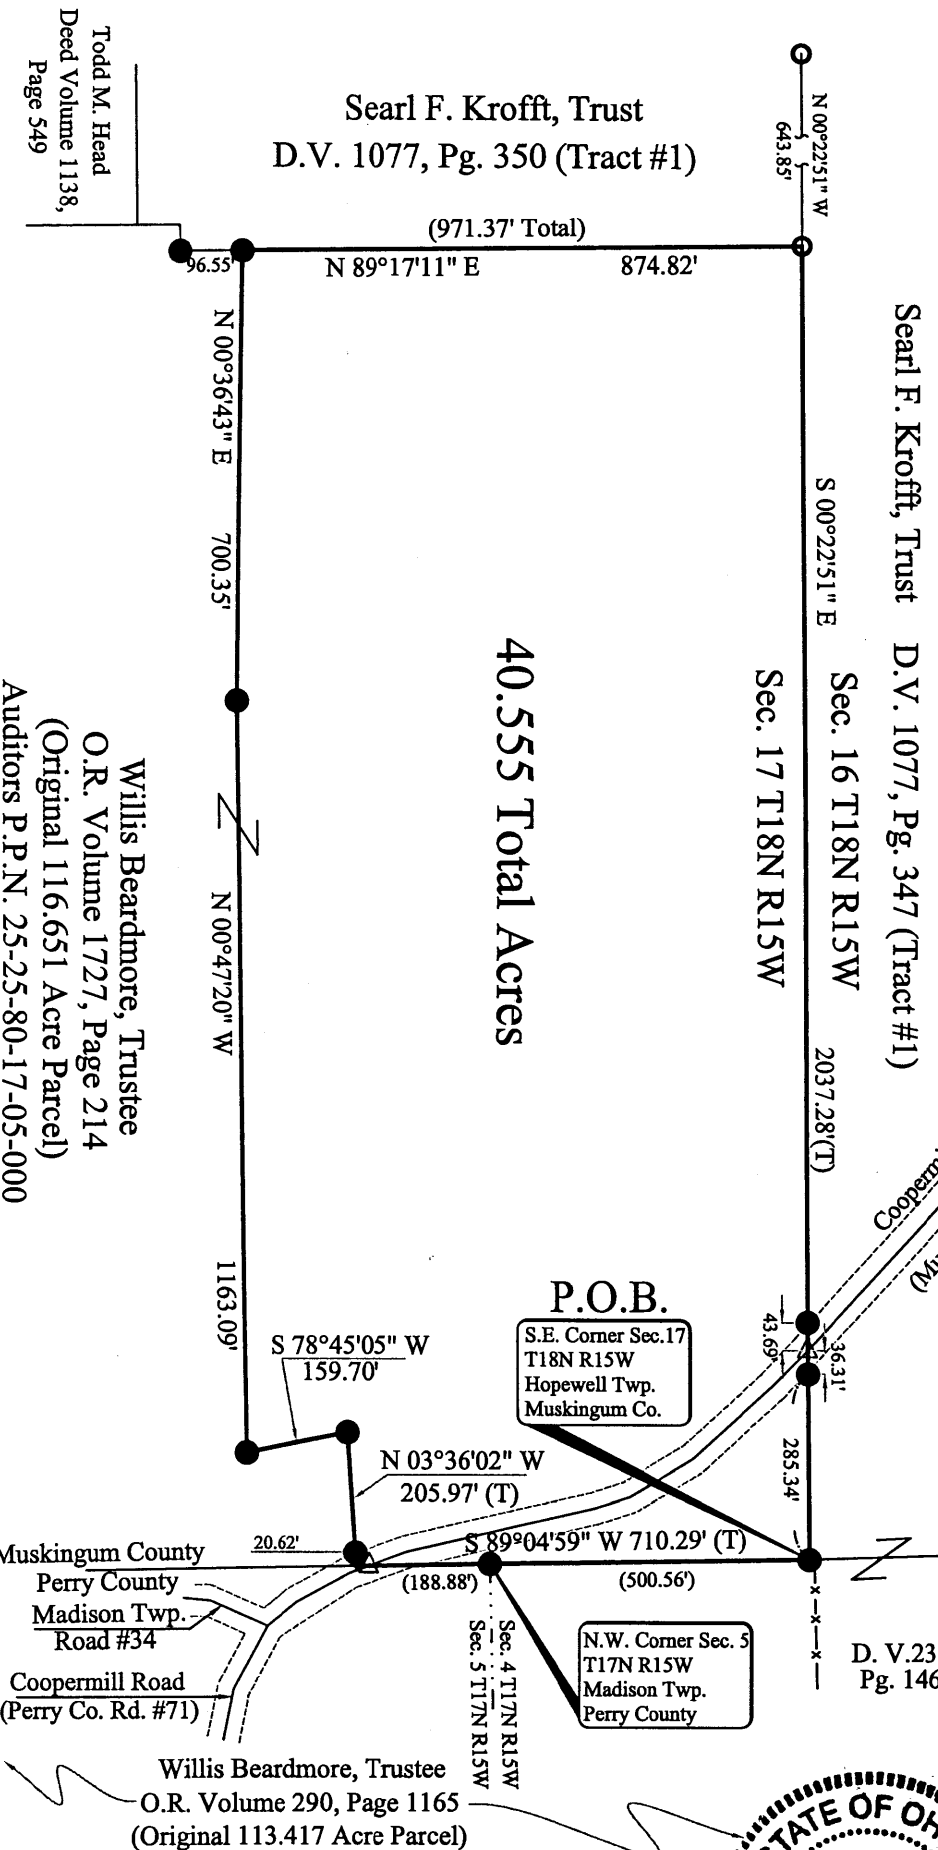 Todd M. Head
Deed Volume 1138,
Page 549
Searl F. Krofft, Trust
D.V. 1077, Pg. 350 (Tract #1)
N 00°22'51" W
643.85'
(971.37' Total)
96.55'
N 89°17'11" E
874.82'
Searl F. Krofft, Trust D.V. 1077, Pg. 347 (Tract #1)
N 00°36'43" E
700.35'
S 00°22'51" E
2037.28'(T)
Sec. 16 T18N R15W
Sec. 17 T18N R15W
40.555 Total Acres
Willis Beardmore, Trustee
O.R. Volume 1727, Page 214
(Original 116.651 Acre Parcel)
Auditors P.P.N. 25-25-80-17-05-000
N 00°47'20" W
1163.09'
P.O.B.
S.E. Corner Sec.17
T18N R15W
Hopewell Twp.
Muskingum Co.
43.69'
36.31'
285.34'
S 78°45'05" W
159.70'
N 03°36'02" W
205.97' (T)
20.62'
S 89°04'59" W 710.29' (T)
(188.88')
(500.56')
Muskingum County
Perry County
Madison Twp.
Road #34
Coopermill Road
(Perry Co. Rd. #71)
Sec. 4 T17N R15W
Sec. 5 T17N R15W
N.W. Corner Sec. 5
T17N R15W
Madison Twp.
Perry County
D. V.23
Pg. 146
Willis Beardmore, Trustee
O.R. Volume 290, Page 1165
(Original 113.417 Acre Parcel)
STATE OF OH